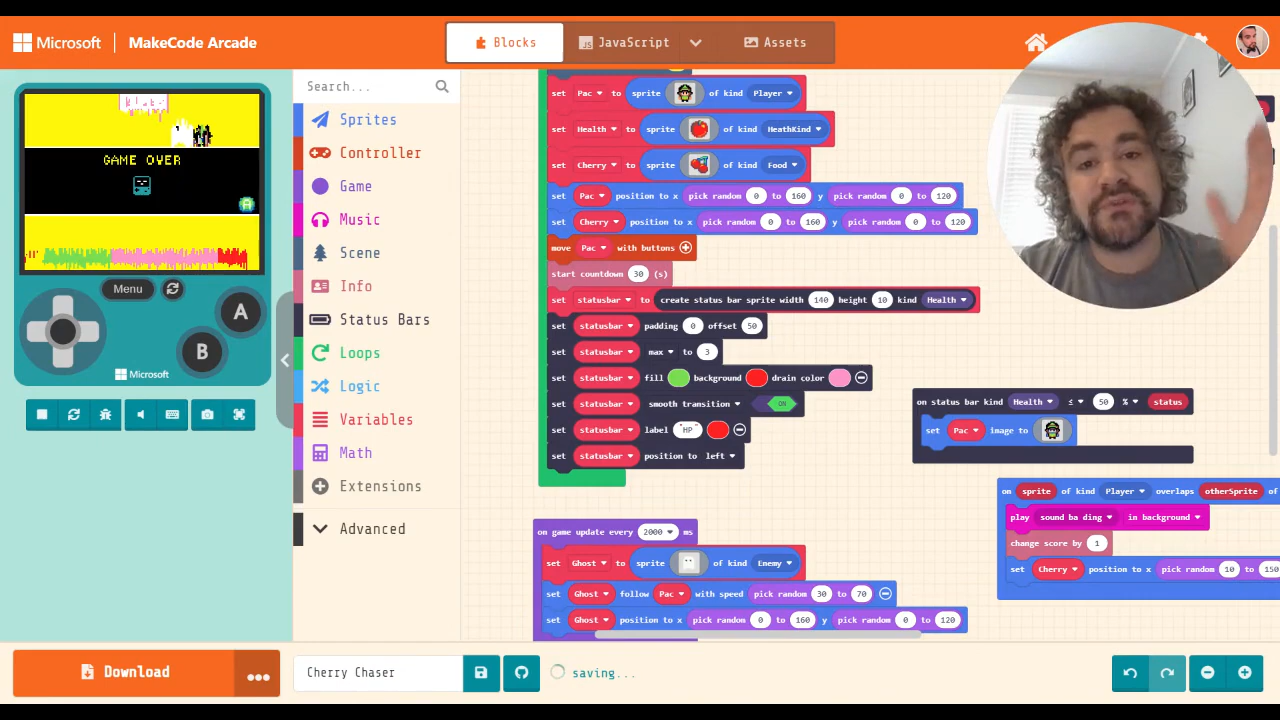 Microsoft | MakeCode Arcade
Blocks
JavaScript
Assets
GAME OVER
Menu
A
B
Microsoft
Search...
Sprites
Controller
Game
Music
Scene
Info
Status Bars
Loops
Logic
Variables
Math
Extensions
Advanced
set Pac to sprite of kind Player
set Health to sprite of kind HeathKind
set Cherry to sprite of kind Food
set Pac position to x pick random 0 to 160 y pick random 0 to 120
set Cherry position to x pick random 0 to 160 y pick random 0 to 120
move Pac with buttons
start countdown 30 (s)
set statusbar to create status bar sprite width 140 height 10 kind Health
set statusbar padding 0 offset 50
set statusbar max to 3
set statusbar fill background drain color
set statusbar smooth transition ON
set statusbar label "HP"
set statusbar position to left
on game update every 2000 ms
set Ghost to sprite of kind Enemy
set Ghost follow Pac with speed pick random 30 to 70
set Ghost position to x pick random 0 to 160 y pick random 0 to 120
on status bar kind Health ≤ 50 % status
set Pac image to
on sprite of kind Player overlaps otherSprite of
play sound ba ding in background
change score by 1
set Cherry position to x pick random 10 to 150
Download
...
Cherry Chaser
saving...